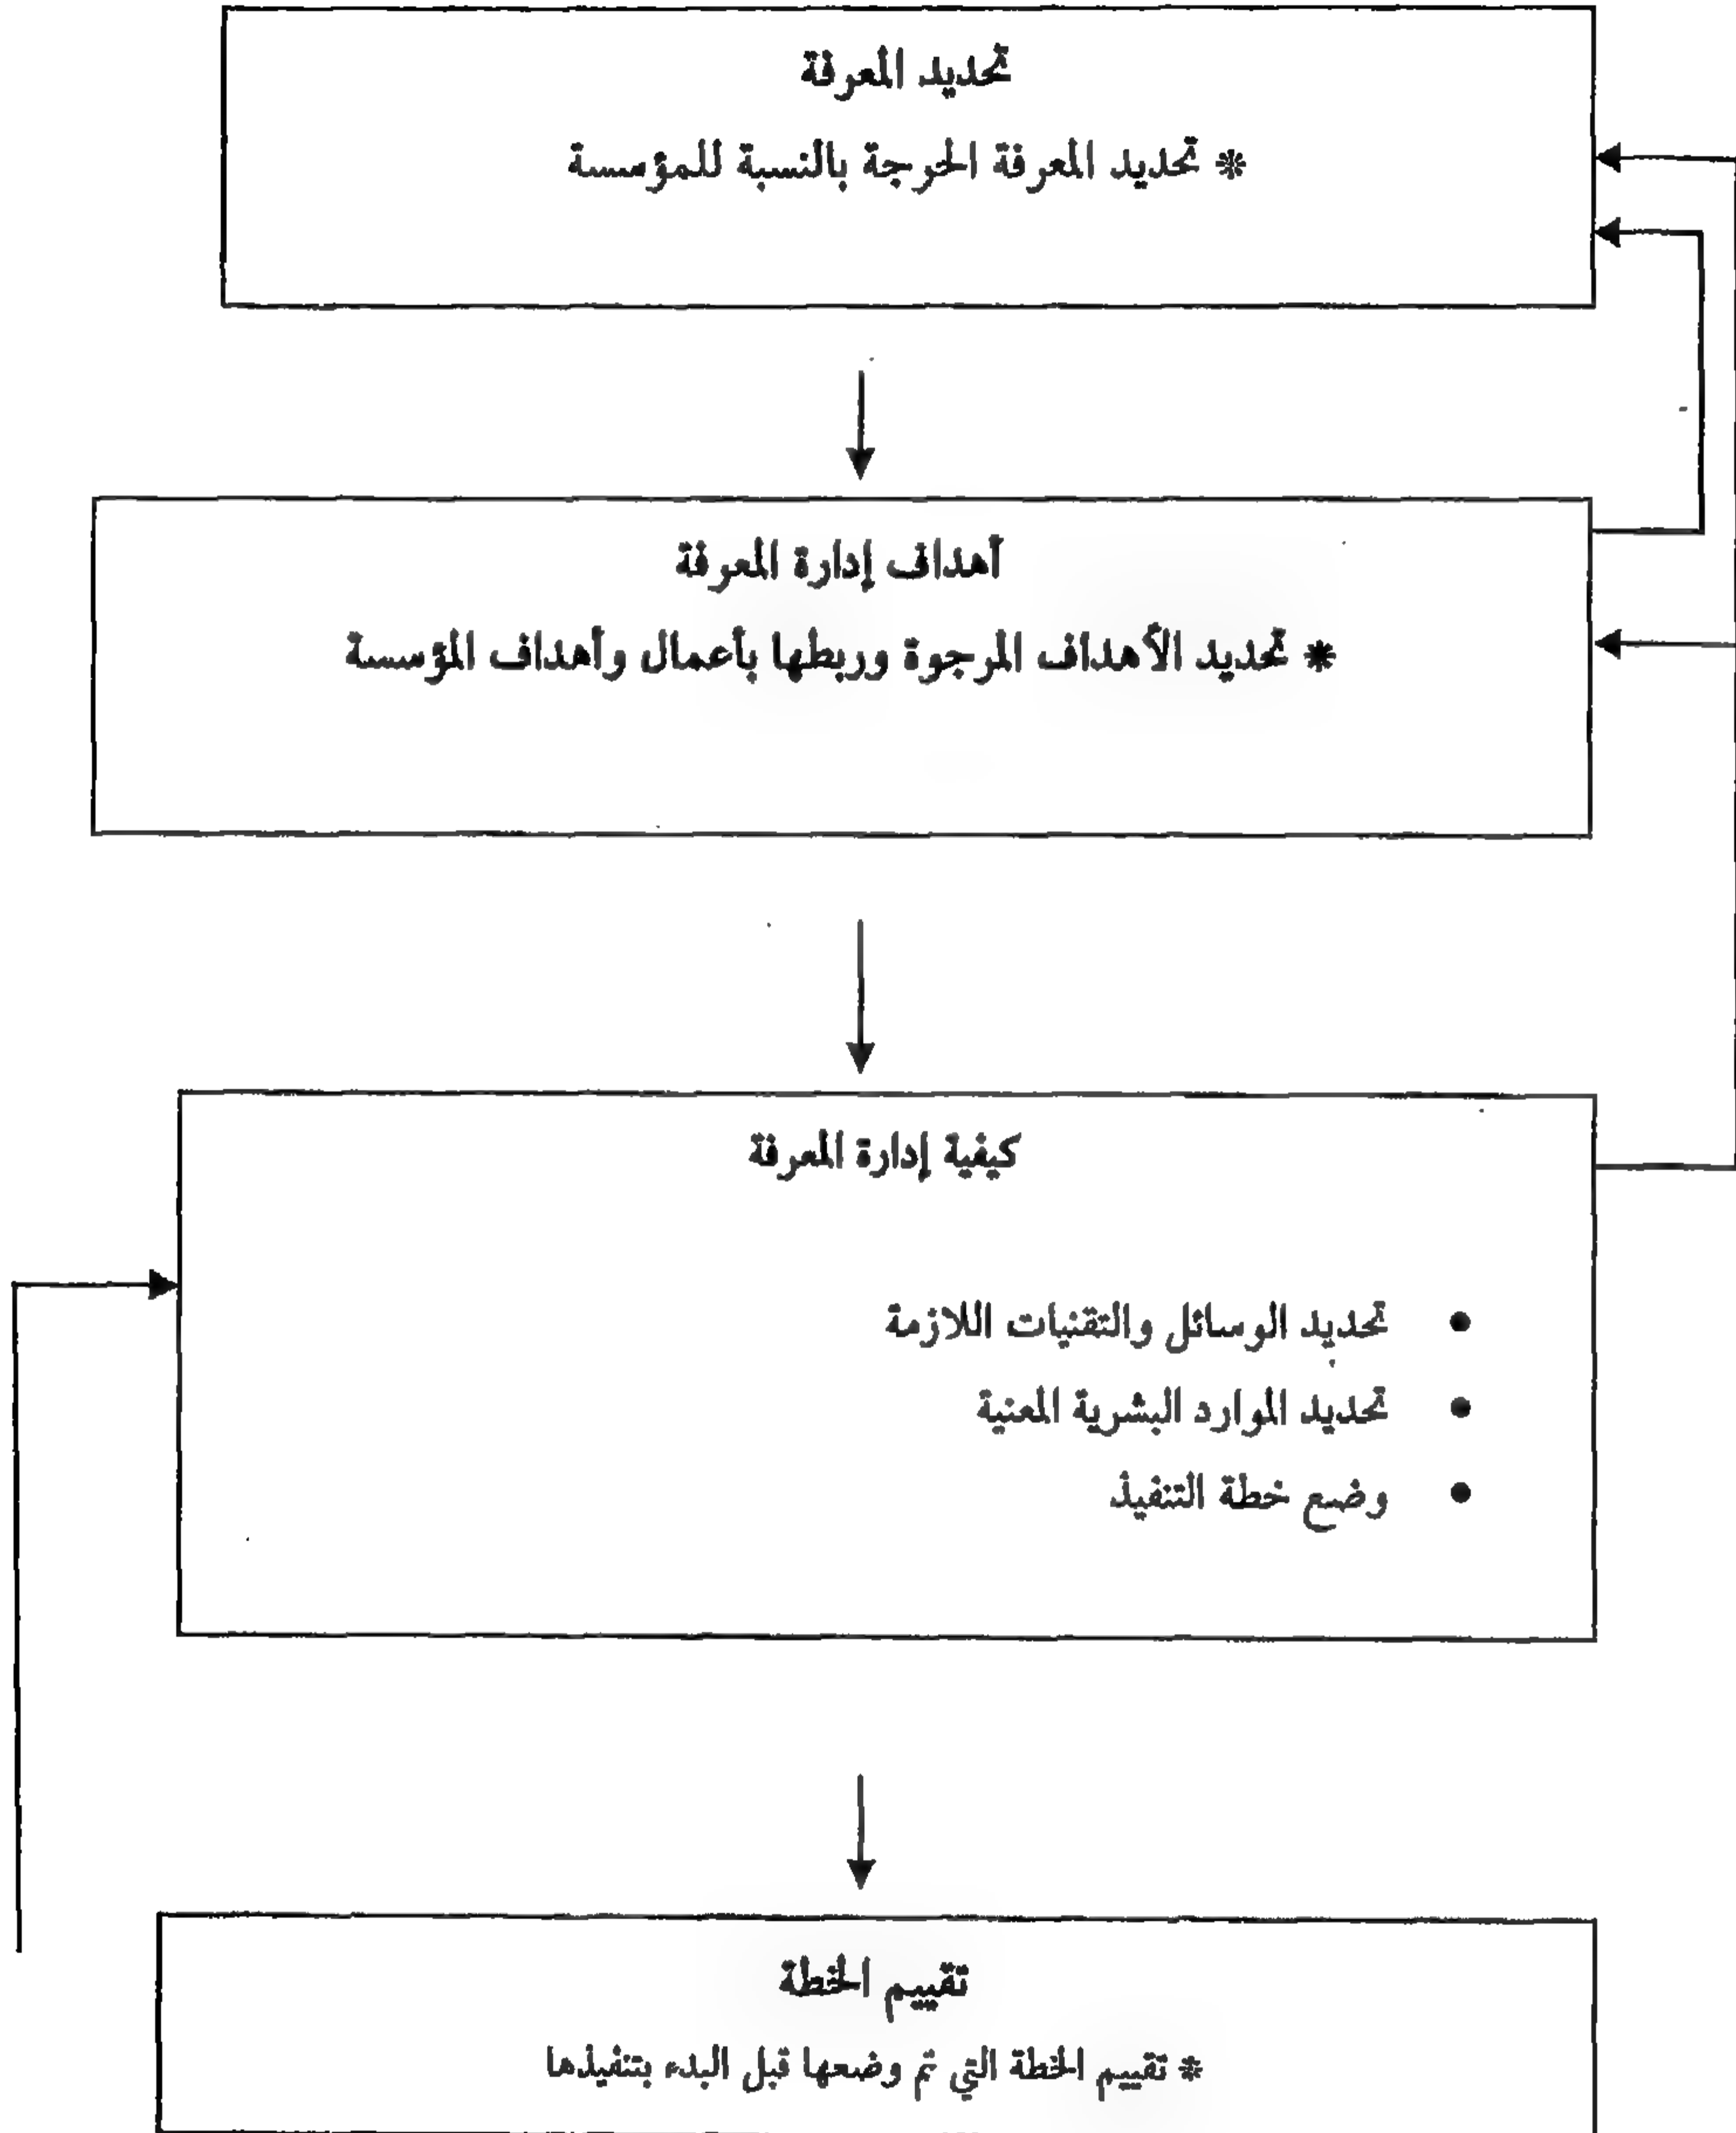 تحديد المعرفة
* تحديد المعرفة الحرجة بالنسبة للمؤسسة
أهداف إدارة المعرفة
* تحديد الأهداف المرجوة وربطها بأعمال وأهداف المؤسسة
كيفية إدارة المعرفة
• تحديد الوسائل والتقنيات اللازمة
• تحديد الموارد البشرية المعنية
• وضع خطة التنفيذ
تقييم الخطة
* تقييم الخطة التي تم وضعها قبل البدء بتنفيذها